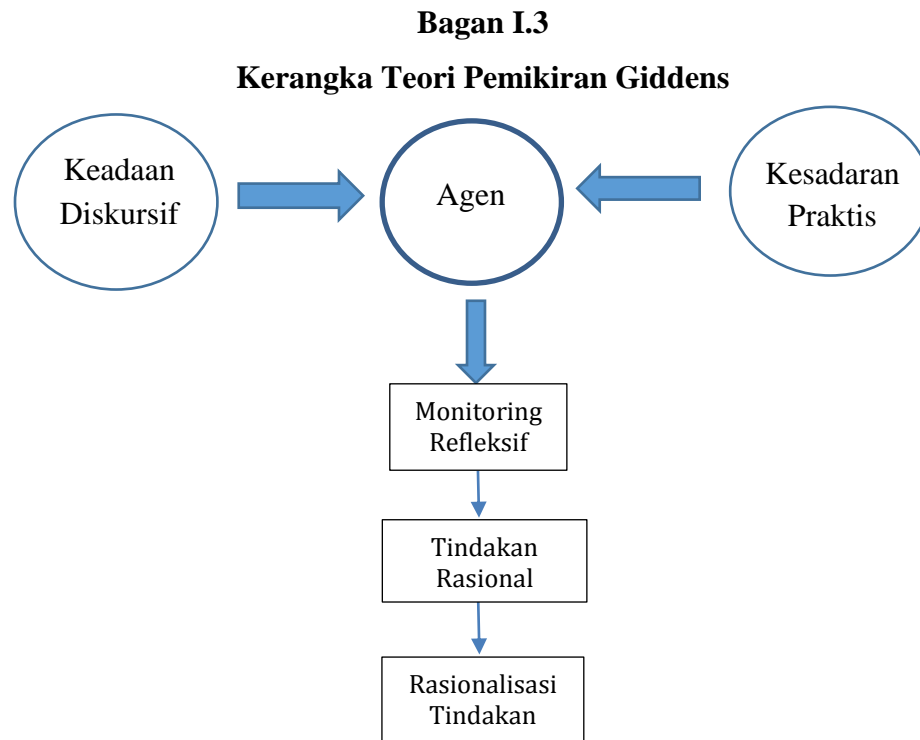 Bagan I.3
Kerangka Teori Pemikiran Giddens
Keadaan
Diskursif
Agen
Kesadaran
Praktis
Monitoring
Refleksif
Tindakan
Rasional
Rasionalisasi
Tindakan